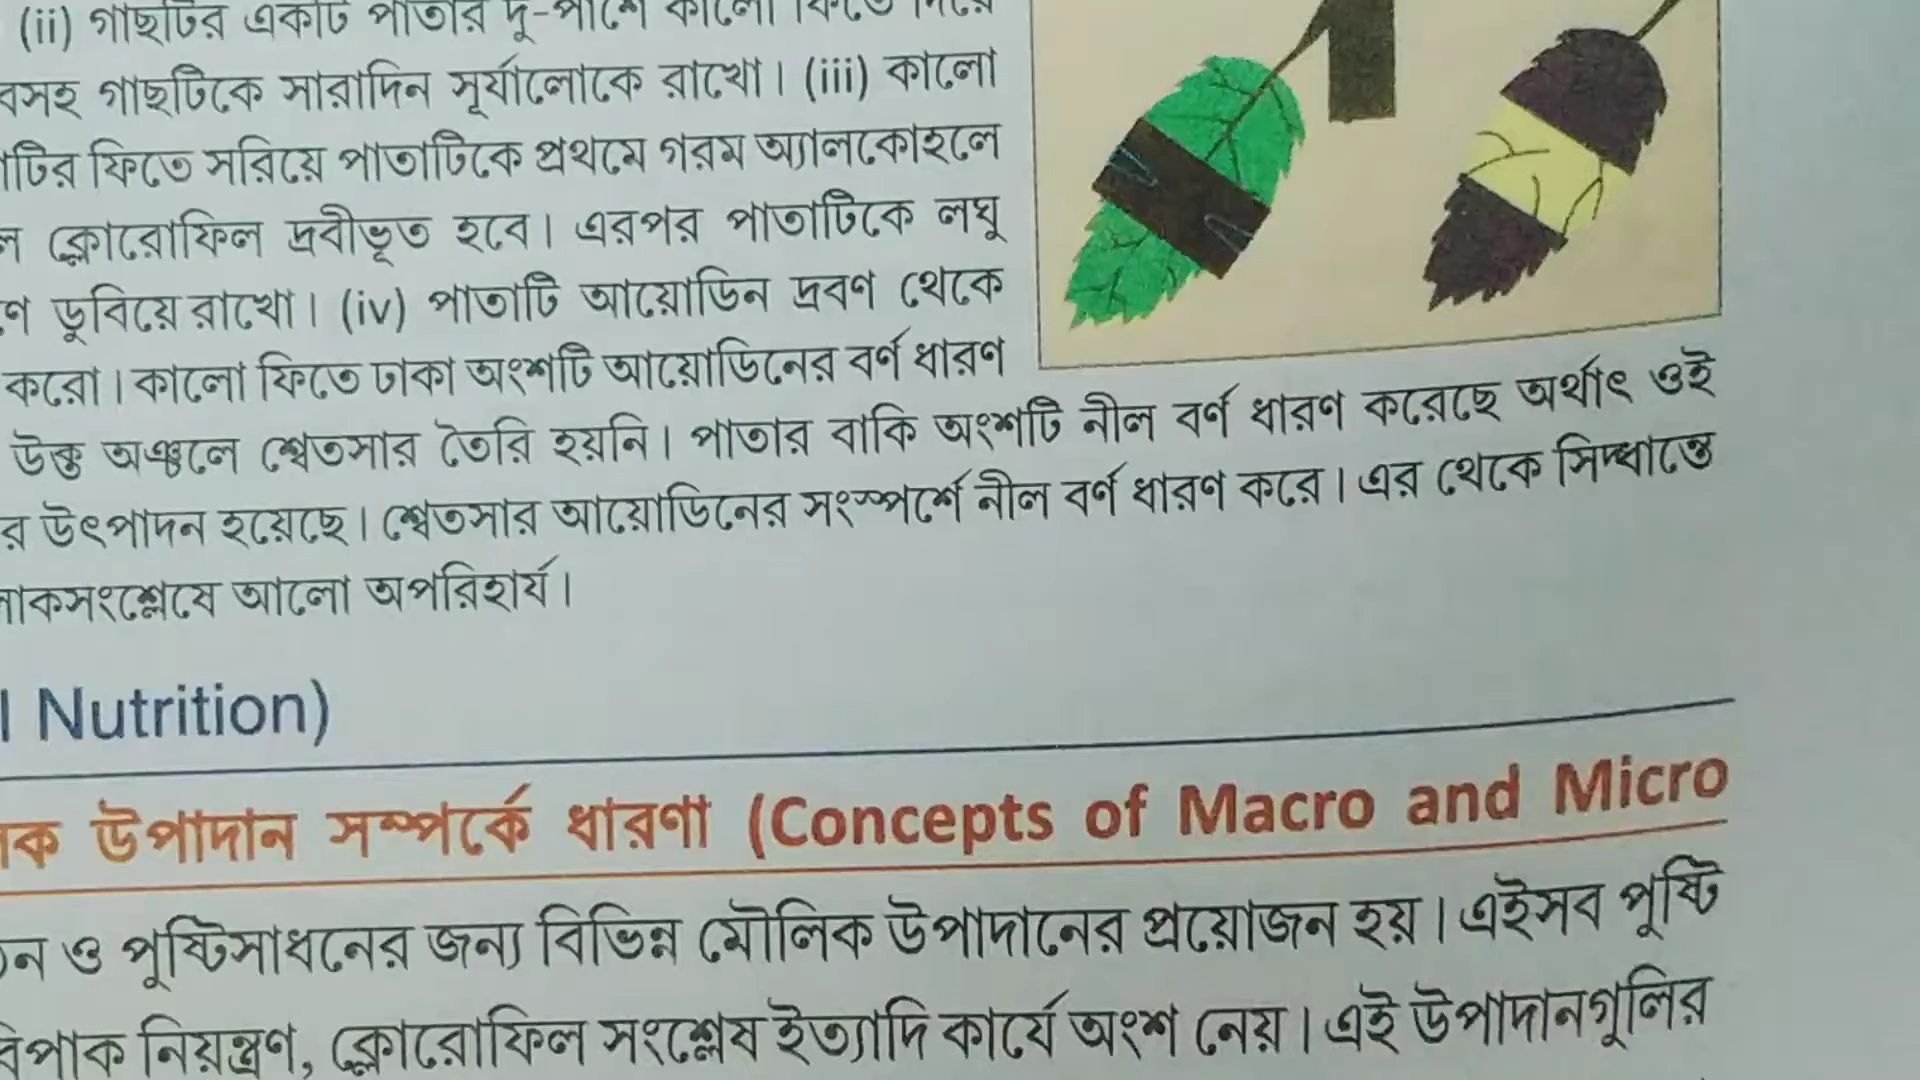 (ii) গাছটির একটি পাতার দু-পাশে কালো ফিতে দিয়ে
গাছটিকে সারাদিন সূর্যালোকে রাখো। (iii) কালো
ফিতে সরিয়ে পাতাটিকে প্রথমে গরম অ্যালকোহলে
ক্লোরোফিল দ্রবীভূত হবে। এরপর পাতাটিকে লঘু
ডুবিয়ে রাখো। (iv) পাতাটি আয়োডিন দ্রবণ থেকে
করো। কালো ফিতে ঢাকা অংশটি আয়োডিনের বর্ণ ধারণ
উক্ত অঞ্চলে শ্বেতসার তৈরি হয়নি। পাতার বাকি অংশটি নীল বর্ণ ধারণ করেছে অর্থাৎ ওই
র উৎপাদন হয়েছে। শ্বেতসার আয়োডিনের সংস্পর্শে নীল বর্ণ ধারণ করে। এর থেকে সিদ্ধান্তে
আলো অপরিহার্য।
l Nutrition)
উপাদান সম্পর্কে ধারণা (Concepts of Macro and Micro
ও পুষ্টিসাধনের জন্য বিভিন্ন মৌলিক উপাদানের প্রয়োজন হয়। এইসব পুষ্টি
নিয়ন্ত্রণ, ক্লোরোফিল সংশ্লেষ ইত্যাদি কার্যে অংশ নেয়। এই উপাদানগুলির